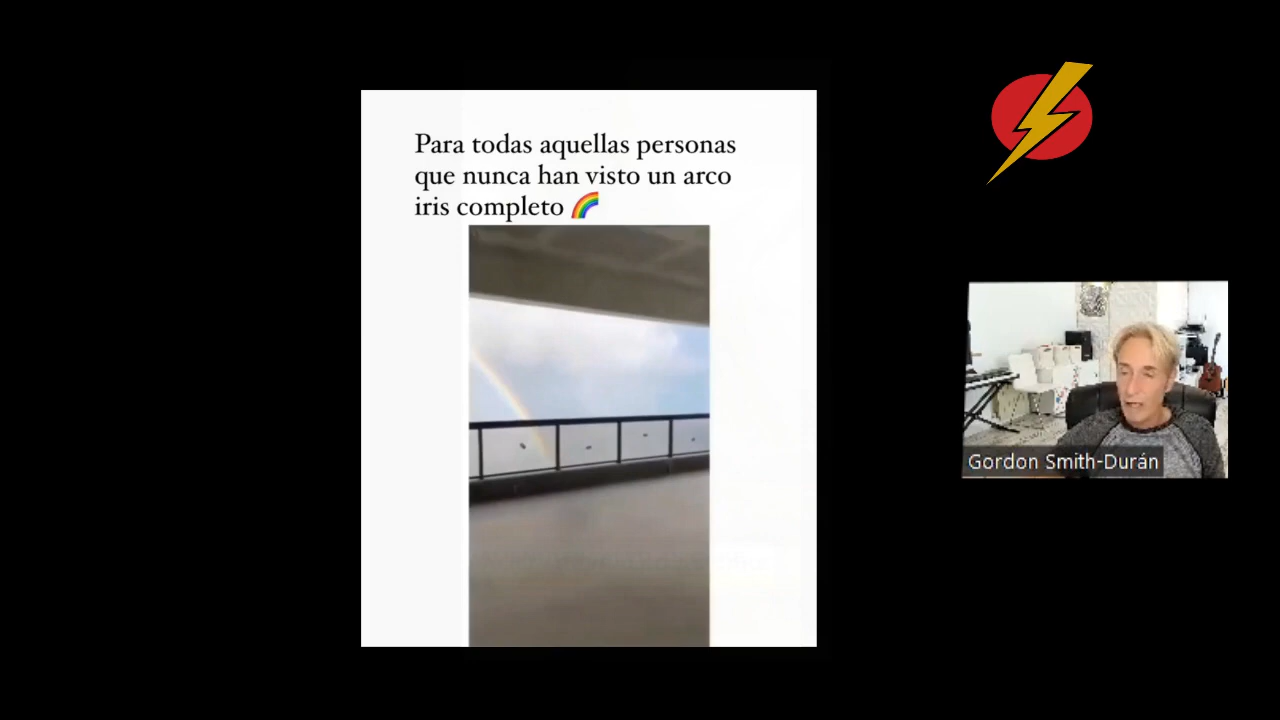 Para todas aquellas personas
que nunca han visto un arco
iris completo 🌈
Gordon Smith-Durán